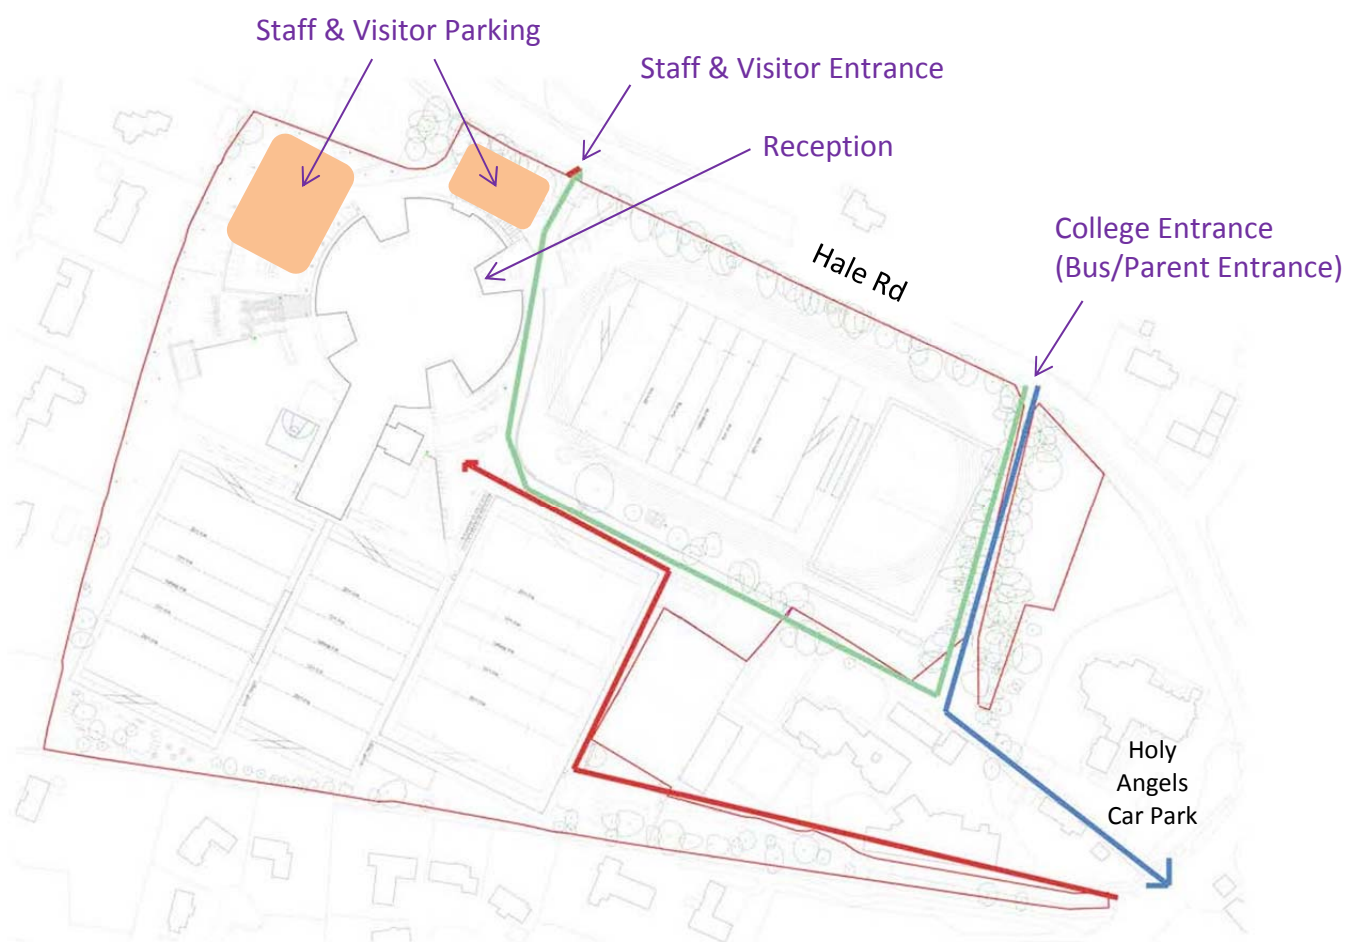 Staff & Visitor Parking
Staff & Visitor Entrance
Reception
College Entrance
(Bus/Parent Entrance)
Hale Rd
Holy
Angels
Car Park